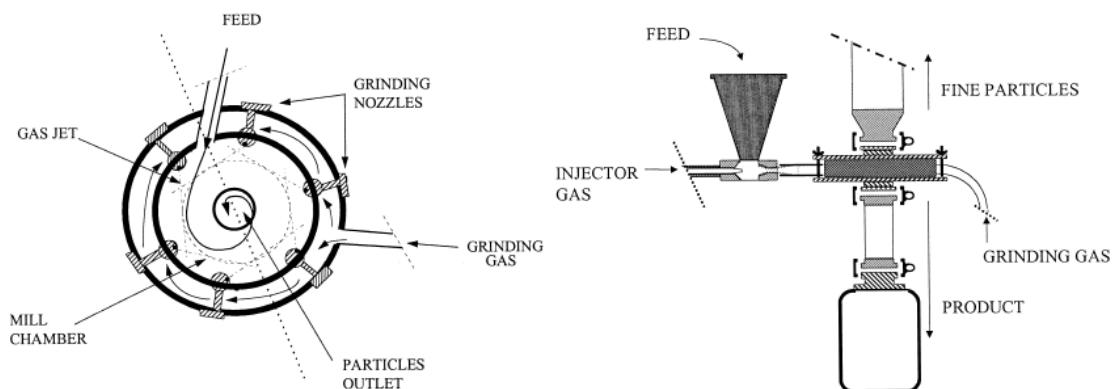 FEED
GRINDING
NOZZLES
GAS JET
GRINDING
GAS
MILL
CHAMBER
PARTICLES
OUTLET
FEED
FINE PARTICLES
INJECTOR
GAS
GRINDING GAS
PRODUCT